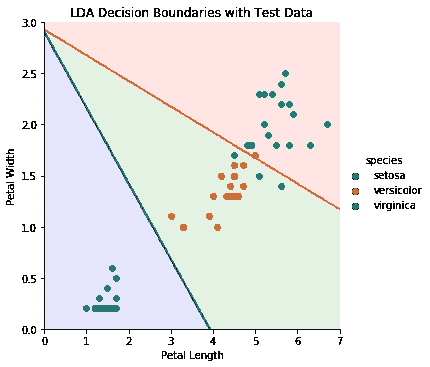 LDA Decision Boundaries with Test Data
3.0
2.5
2.0
1.5
1.0
0.5
0.0
Petal Width
0
1
2
3
4
5
6
7
Petal Length
species
setosa
versicolor
virginica